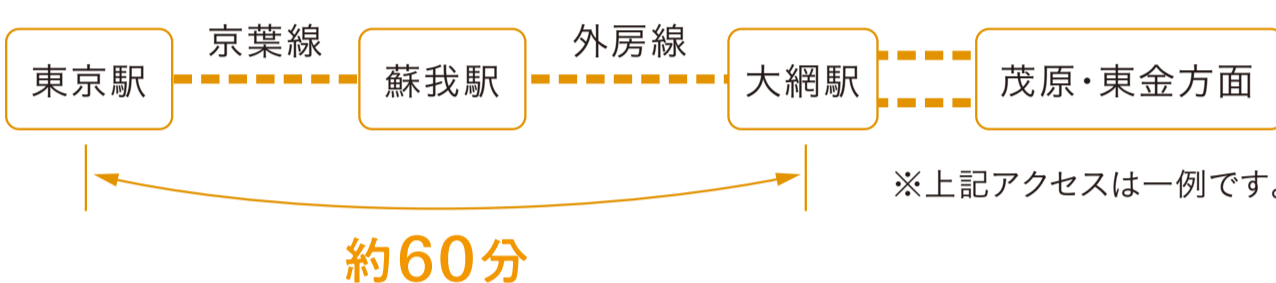 京葉線
外房線
東京駅
蘇我駅
大網駅
茂原・東金方面
※上記アクセスは一例です。
約60分